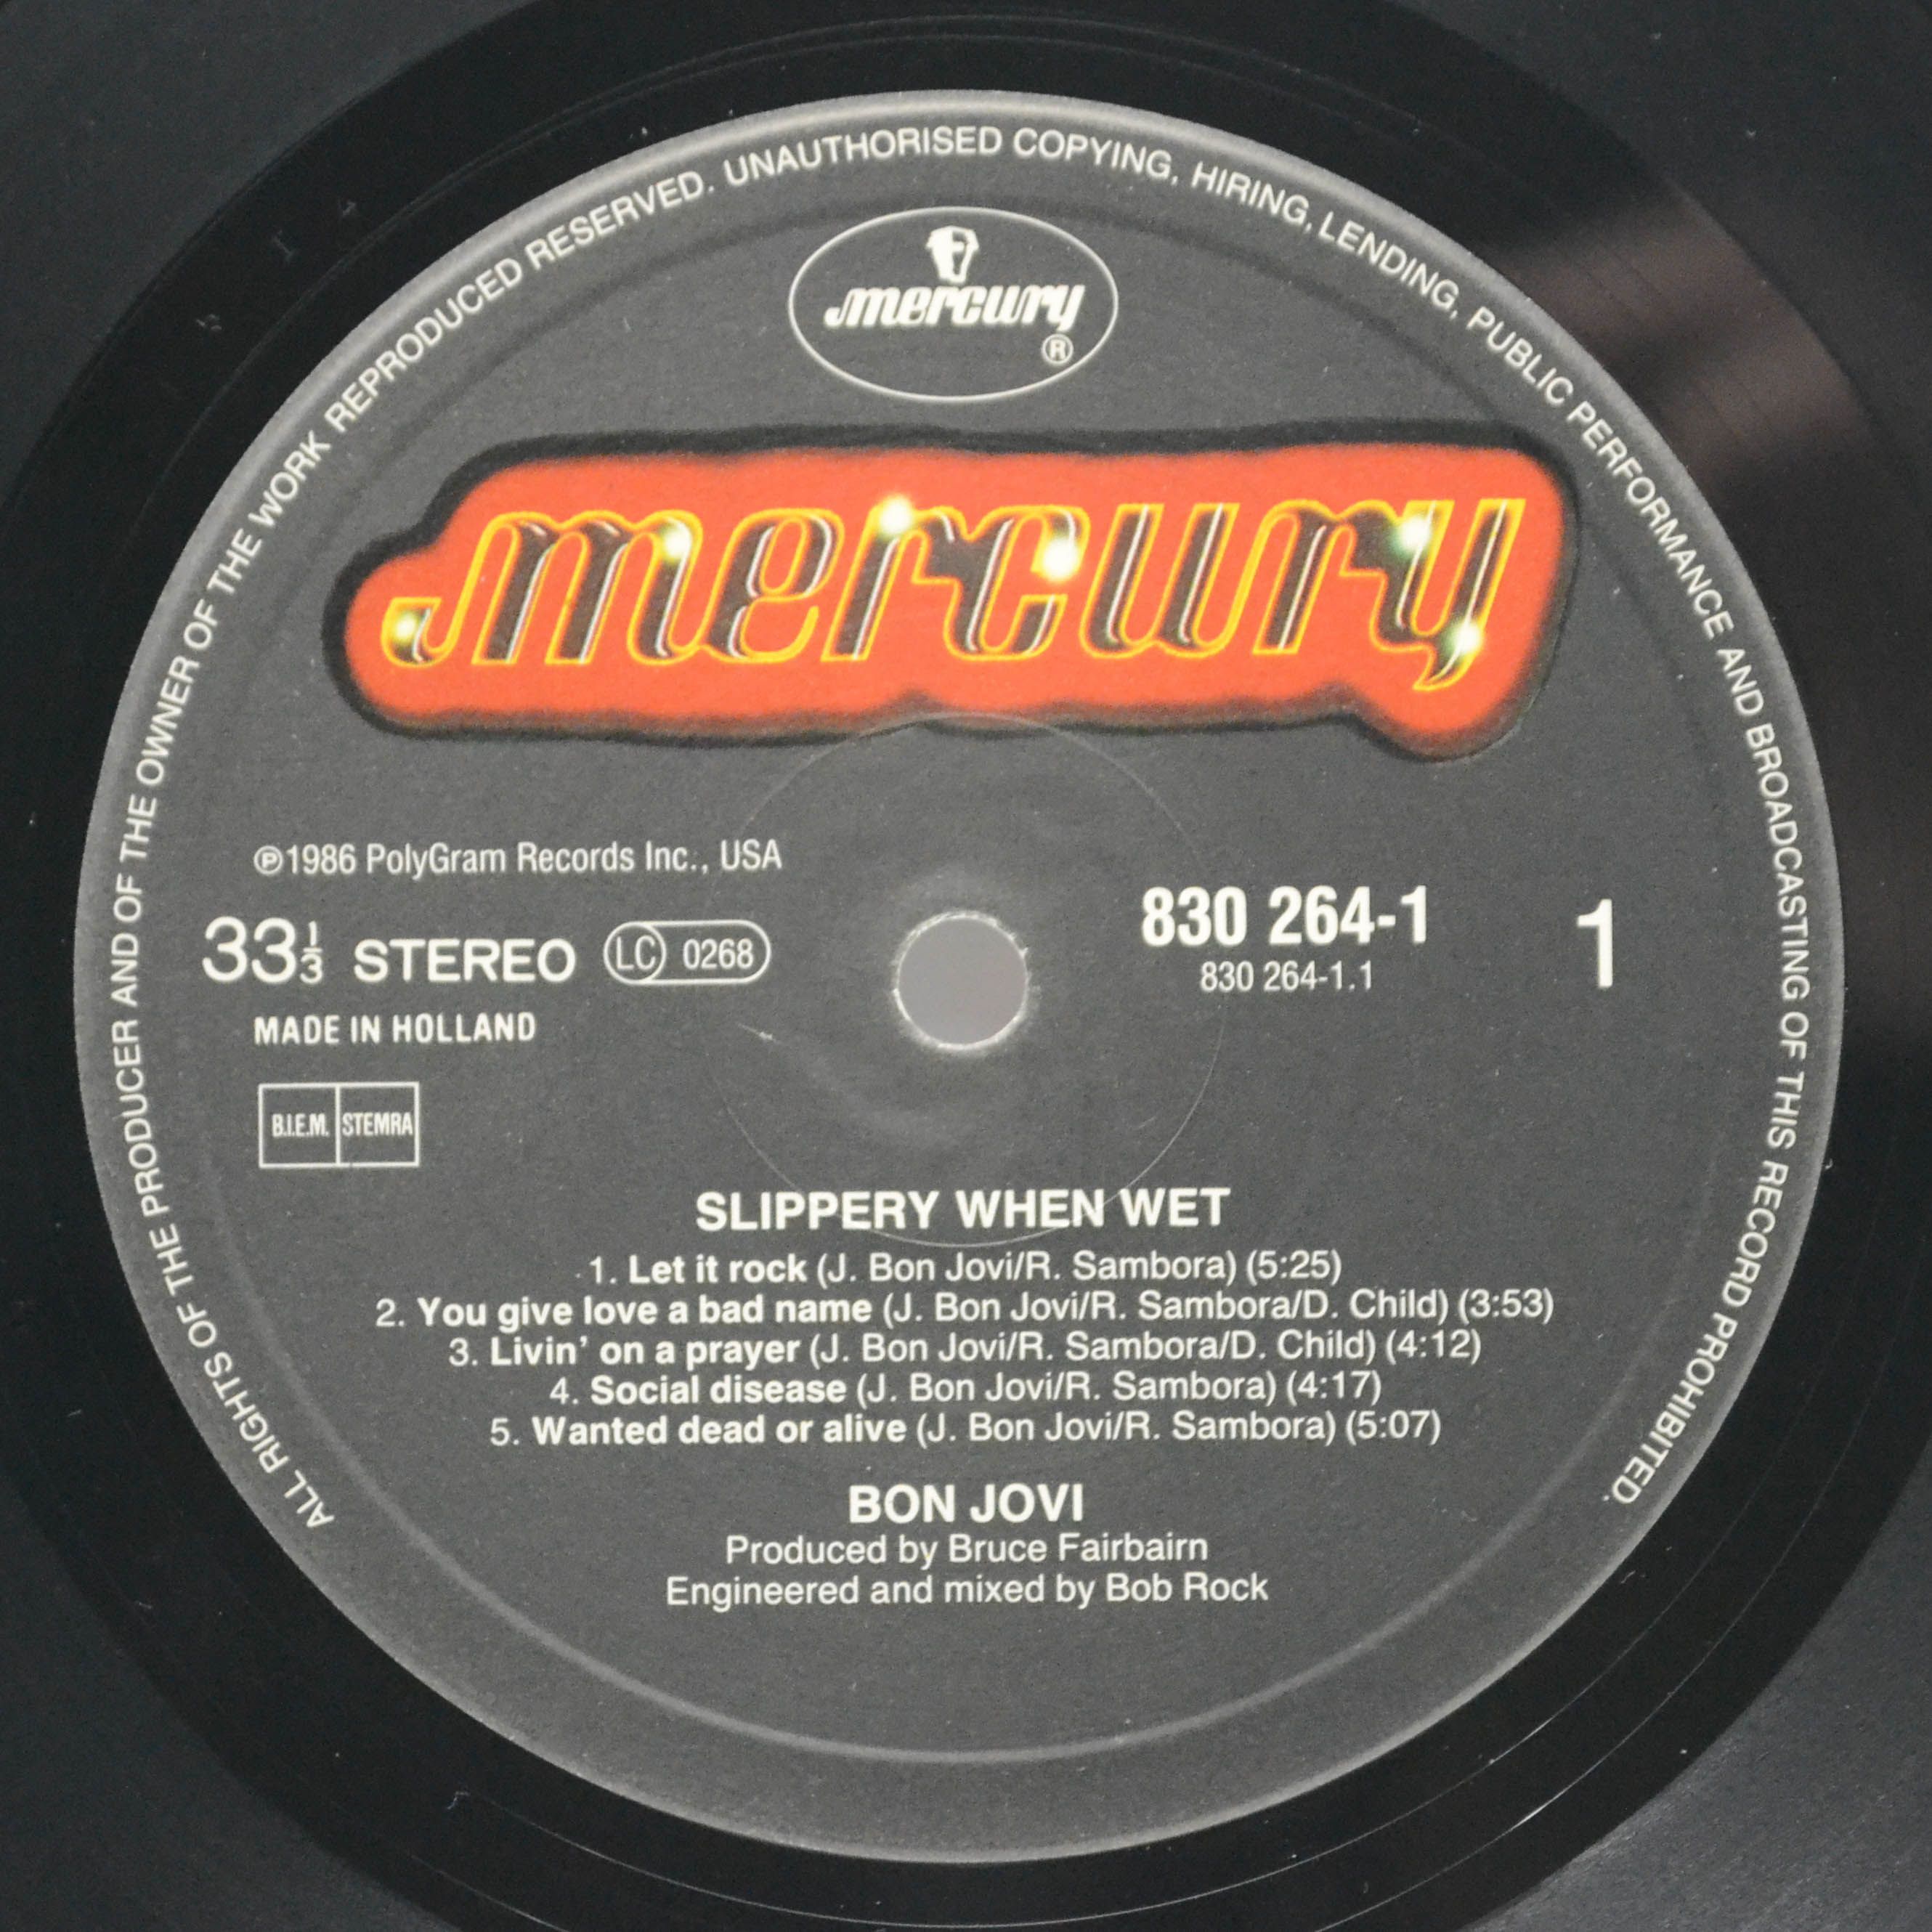 ALL RIGHTS OF THE PRODUCER AND OF THE OWNER OF THE WORK REPRODUCED RESERVED. UNAUTHORISED COPYING, HIRING, LENDING, PUBLIC PERFORMANCE AND BROADCASTING OF THIS RECORD PROHIBITED.
mercury
®
mercury
℗1986 PolyGram Records Inc., USA
33⅓ STEREO LC 0268
830 264-1
1
830 264-1.1
MADE IN HOLLAND
B.I.E.M. STEMRA
SLIPPERY WHEN WET
1. Let it rock (J. Bon Jovi/R. Sambora) (5:25)
2. You give love a bad name (J. Bon Jovi/R. Sambora/D. Child) (3:53)
3. Livin' on a prayer (J. Bon Jovi/R. Sambora/D. Child) (4:12)
4. Social disease (J. Bon Jovi/R. Sambora) (4:17)
5. Wanted dead or alive (J. Bon Jovi/R. Sambora) (5:07)
BON JOVI
Produced by Bruce Fairbairn
Engineered and mixed by Bob Rock